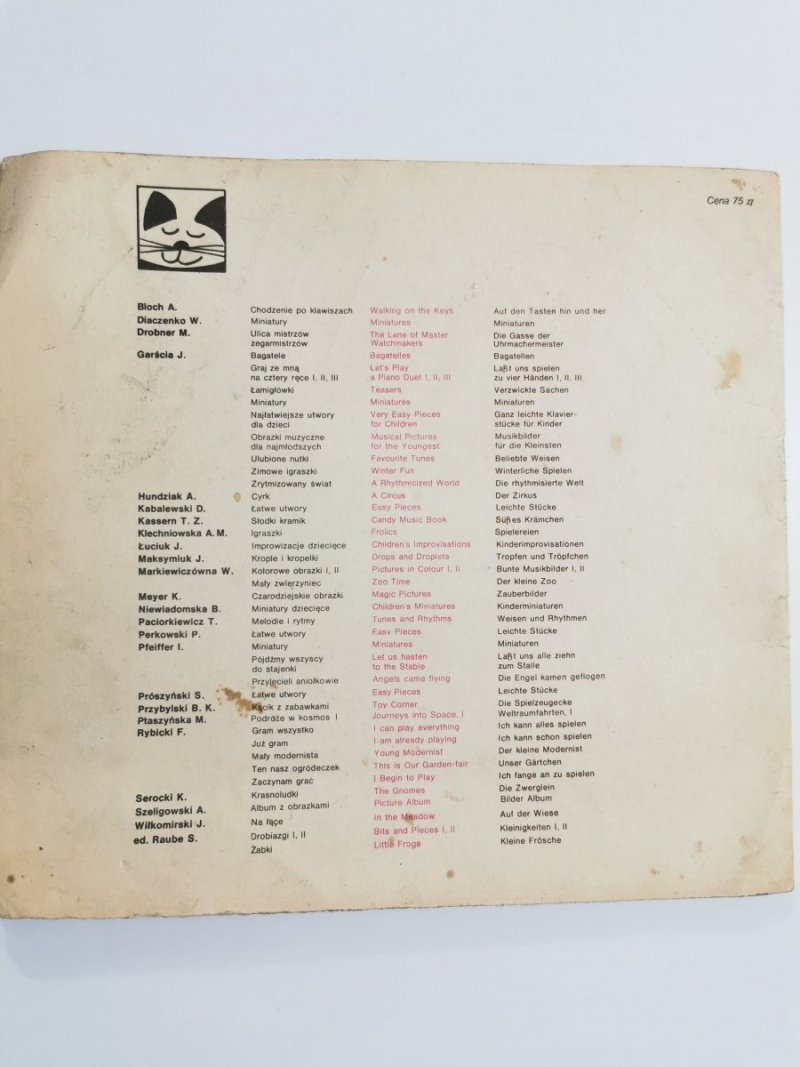 Cena 75 zł
Bloch A. Chodzenie po klawiszach Walking on the Keys Auf den Tasten hin und her
Diaczenko W. Miniatury Miniatures Miniaturen
Drobner M. Ulica mistrzów The Lane of Master Die Gasse der
zegarmistrzów Watchmakers Uhrmachermeister
Garścia J. Bagatele Bagatelles Bagatellen
Graj ze mną Let's Play Laßt uns spielen
na cztery ręce I, II, III a Piano Duet I, II, III zu vier Händen I, II, III
Łamigłówki Teasers Verzwickte Sachen
Miniatury Miniatures Miniaturen
Najłatwiejsze utwory Very Easy Pieces Ganz leichte Klavier-
dla dzieci for Children stücke für Kinder
Obrazki muzyczne Musical Pictures Musikbilder
dla najmłodszych for the Youngest für die Kleinsten
Ulubione nutki Favourite Tunes Beliebte Weisen
Zimowe igraszki Winter Fun Winterliche Spielen
Zrytmizowany świat A Rhythmicized World Die rhythmisierte Welt
Hundziak A. Cyrk A Circus Der Zirkus
Kabalewski D. Łatwe utwory Easy Pieces Leichte Stücke
Kassern T. Z. Słodki kramik Candy Music Book Süßes Krämchen
Klechniowska A. M. Igraszki Frolics Spielereien
Łuciuk J. Improwizacje dziecięce Children's Improvisations Kinderimprovisationen
Maksymiuk J. Krople i kropelki Drops and Droplets Tropfen und Tröpfchen
Markiewiczówna W. Kolorowe obrazki I, II Pictures in Colour I, II Bunte Musikbilder I, II
Mały zwierzyniec Zoo Time Der kleine Zoo
Meyer K. Czarodziejskie obrazki Magic Pictures Zauberbilder
Niewiadomska B. Miniatury dziecięce Children's Miniatures Kinderminiaturen
Paciorkiewicz T. Melodie i rytmy Tunes and Rhythms Weisen und Rhythmen
Perkowski P. Łatwe utwory Easy Pieces Leichte Stücke
Pfeiffer I. Miniatury Miniatures Miniaturen
Pójdźmy wszyscy Let us hasten Laßt uns alle ziehn
do stajenki to the Stable zum Stalle
Przylecieli aniołkowie Angels came flying Die Engel kamen geflogen
Prószyński S. Łatwe utwory Easy Pieces Leichte Stücke
Przybylski B. K. Kącik z zabawkami Toy Corner Die Spielzeugecke
Ptaszyńska M. Podróże w kosmos I Journeys into Space, I Weltraumfahrten, I
Rybicki F. Gram wszystko I can play everything Ich kann alles spielen
Już gram I am already playing Ich kann schon spielen
Mały modernista Young Modernist Der kleine Modernist
Ten nasz ogródeczek This is Our Garden-fair Unser Gärtchen
Zaczynam grać I Begin to Play Ich fange an zu spielen
Serocki K. Krasnoludki The Gnomes Die Zwerglein
Szeligowski A. Album z obrazkami Picture Album Bilder Album
Wiłkomirski J. Na łące In the Meadow Auf der Wiese
ed. Raube S. Drobiazgi I, II Bits and Pieces I, II Kleinigkeiten I, II
Żabki Little Frogs Kleine Frösche